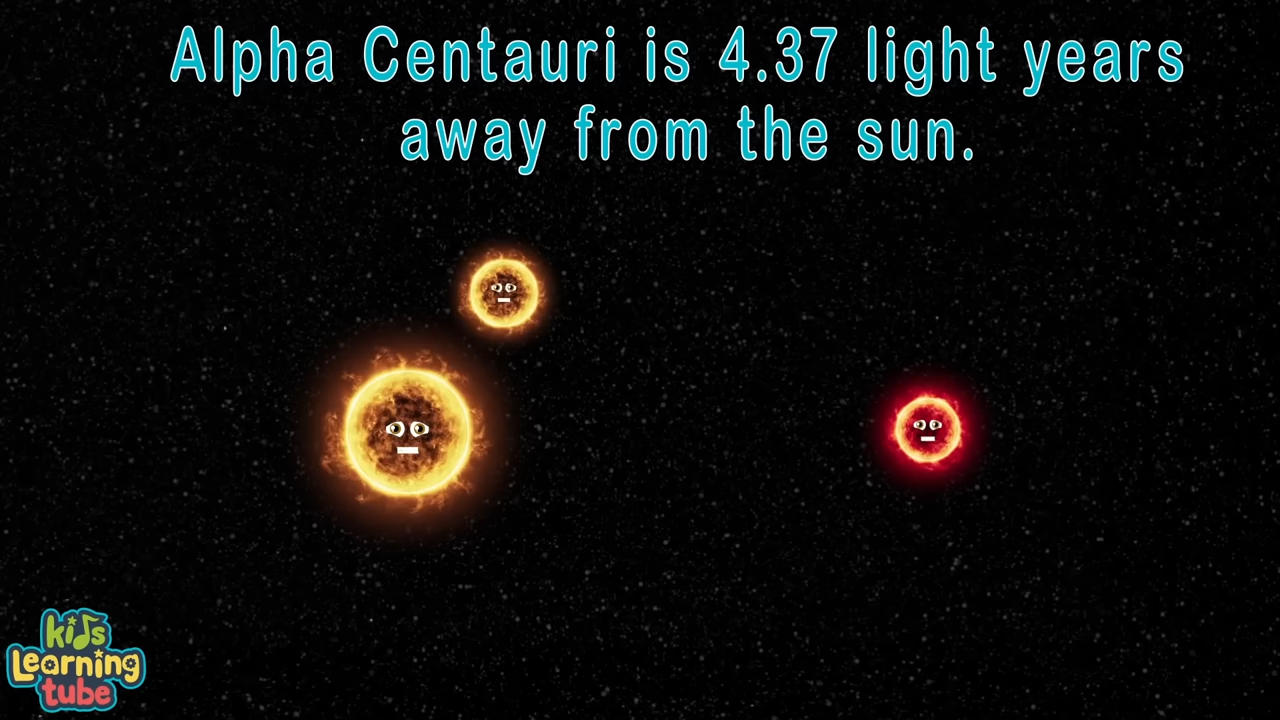 Alpha Centauri is 4.37 light years
away from the sun.
kids
Learning
tube